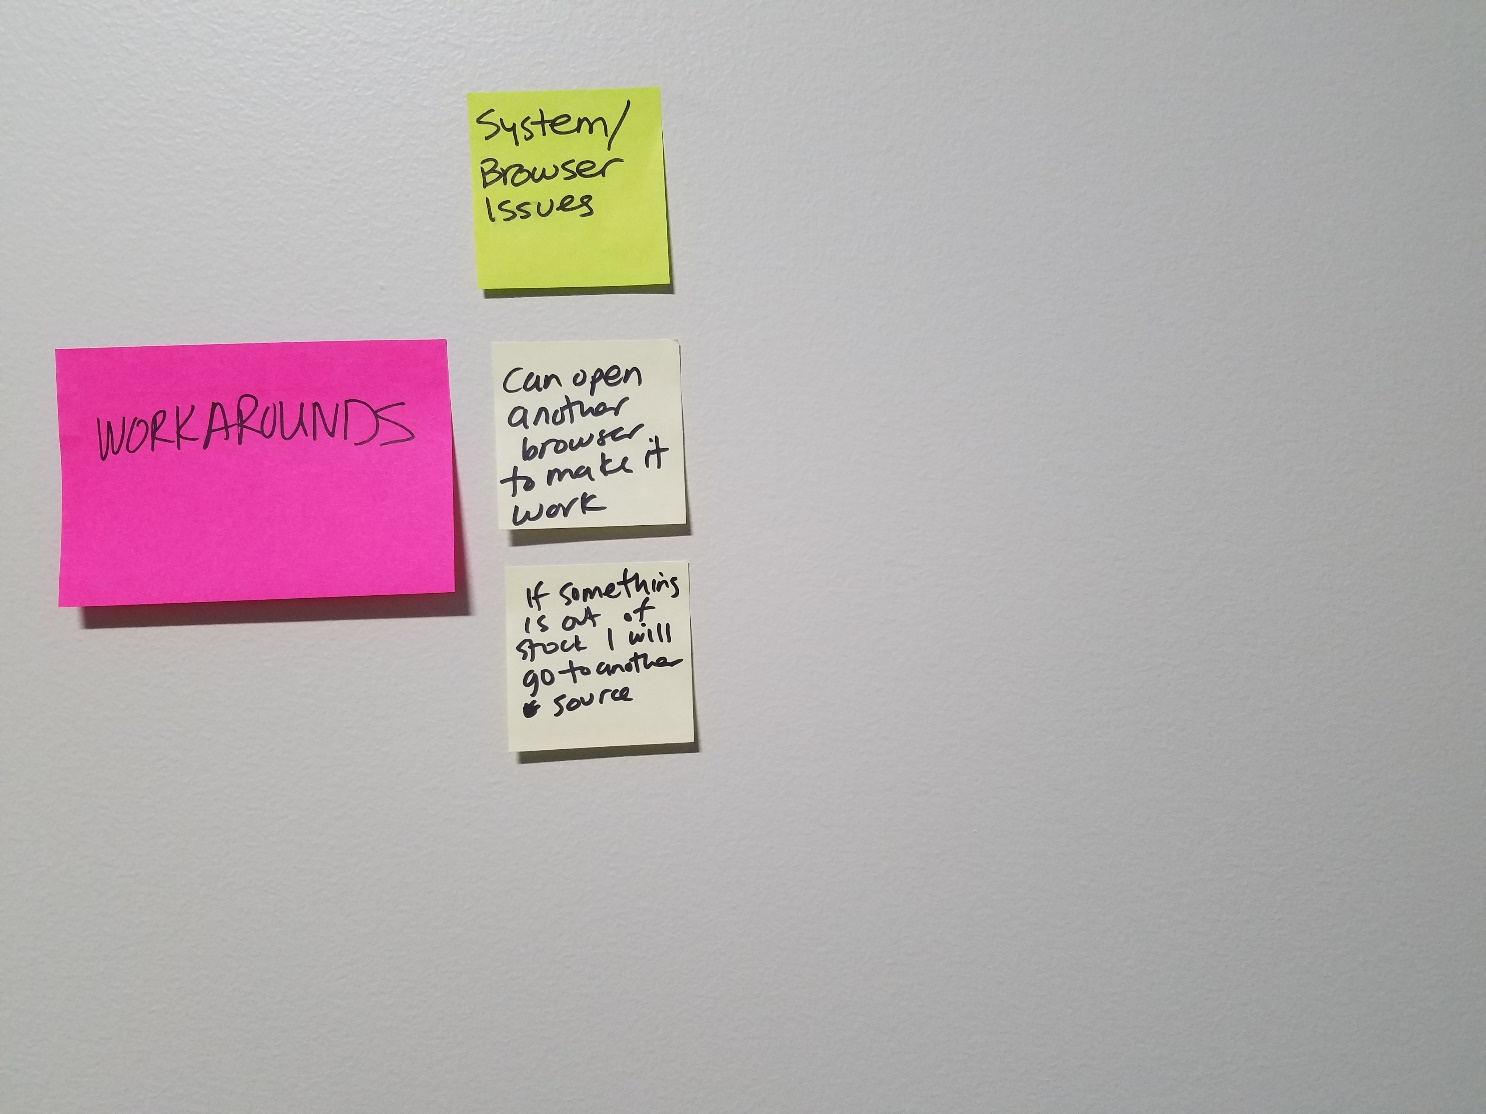 System/
Browser
Issues
WORKAROUNDS
Can open
another
browser
to make it
work
If something
is out of
stock I will
go to another
source